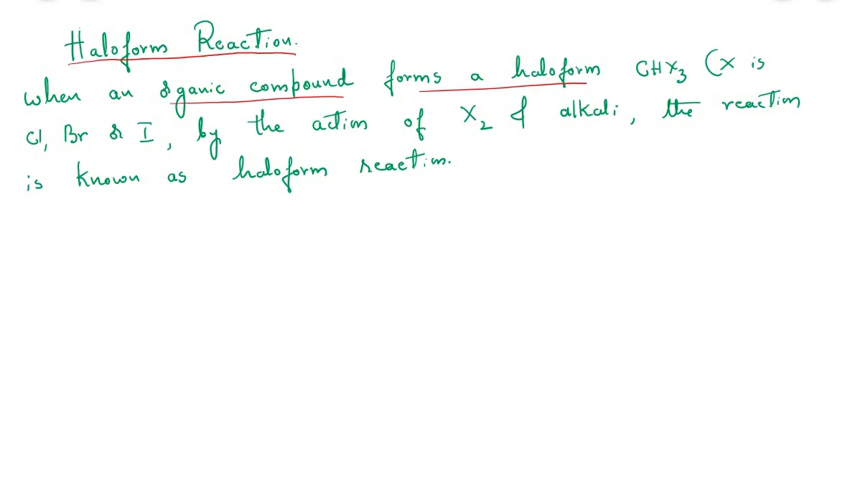 Haloform Reaction.
when an organic compound forms a haloform CHX₃ (X is
Cl, Br or I, by the action of X₂ & alkali, the reaction
is known as haloform reaction.